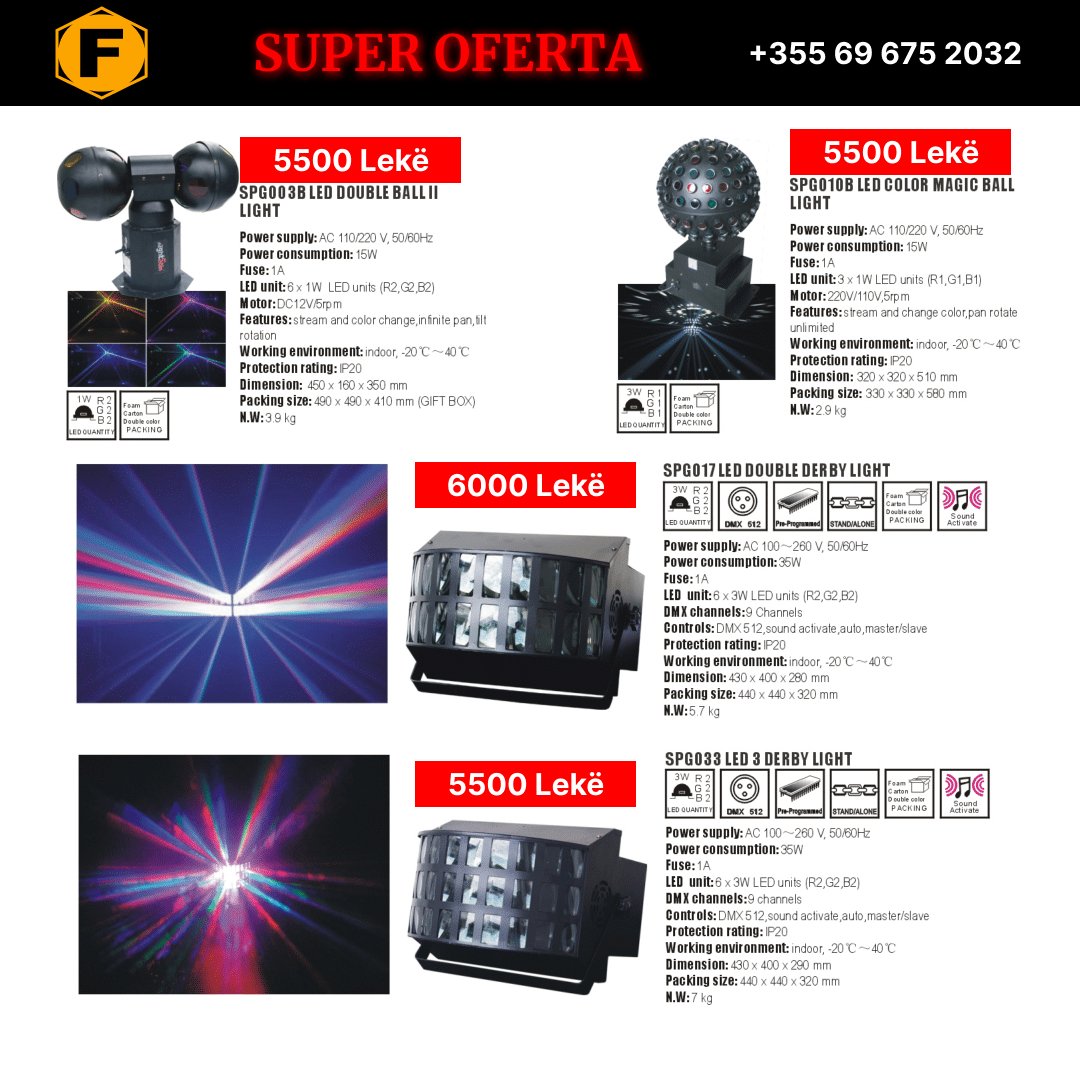 F
SUPER OFERTA
+355 69 675 2032
5500 Lekë
SPG003B LED DOUBLE BALL II
LIGHT
Power supply: AC 110/220 V, 50/60Hz
Power consumption: 15W
Fuse: 1A
LED unit: 6 x 1W LED units (R2,G2,B2)
Motor: DC12V/5rpm
Features: stream and color change,infinite pan,tilt
rotation
Working environment: indoor, -20℃～40℃
Protection rating: IP20
Dimension: 450 x 160 x 350 mm
Packing size: 490 x 490 x 410 mm (GIFT BOX)
N.W: 3.9 kg
1W R2
G2
B2
LED QUANTITY
Foam
Carton
Double color
PACKING
5500 Lekë
SPG010B LED COLOR MAGIC BALL
LIGHT
Power supply: AC 110/220 V, 50/60Hz
Power consumption: 15W
Fuse: 1A
LED unit: 3 x 1W LED units (R1,G1,B1)
Motor: 220V/110V,5rpm
Features: stream and change color,pan rotate
unlimited
Working environment: indoor, -20℃～40℃
Protection rating: IP20
Dimension: 320 x 320 x 510 mm
Packing size: 330 x 330 x 580 mm
N.W: 2.9 kg
3W R1
G1
B1
LED QUANTITY
Foam
Carton
Double color
PACKING
6000 Lekë
SPG017 LED DOUBLE DERBY LIGHT
3W R2
G2
B2
LED QUANTITY
DMX 512
Pre-Programmed
STAND/ALONE
Foam
Carton
Double color
PACKING
Sound
Activate
Power supply: AC 100～260 V, 50/60Hz
Power consumption: 35W
Fuse: 1A
LED unit: 6 x 3W LED units (R2,G2,B2)
DMX channels: 9 Channels
Controls: DMX 512,sound activate,auto,master/slave
Protection rating: IP20
Working environment: indoor, -20℃～40℃
Dimension: 430 x 400 x 280 mm
Packing size: 440 x 440 x 320 mm
N.W: 5.7 kg
5500 Lekë
SPG033 LED 3 DERBY LIGHT
3W R2
G2
B2
LED QUANTITY
DMX 512
Pre-Programmed
STAND/ALONE
Foam
Carton
Double color
PACKING
Sound
Activate
Power supply: AC 100～260 V, 50/60Hz
Power consumption: 35W
Fuse: 1A
LED unit: 6 x 3W LED units (R2,G2,B2)
DMX channels: 9 channels
Controls: DMX 512,sound activate,auto,master/slave
Protection rating: IP20
Working environment: indoor, -20℃～40℃
Dimension: 430 x 400 x 290 mm
Packing size: 440 x 440 x 320 mm
N.W: 7 kg